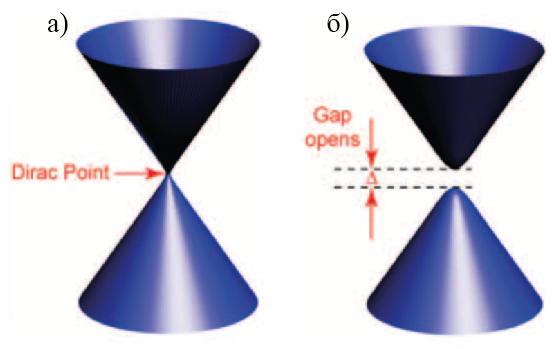 а)
б)
Dirac Point
Gap
opens
Δ